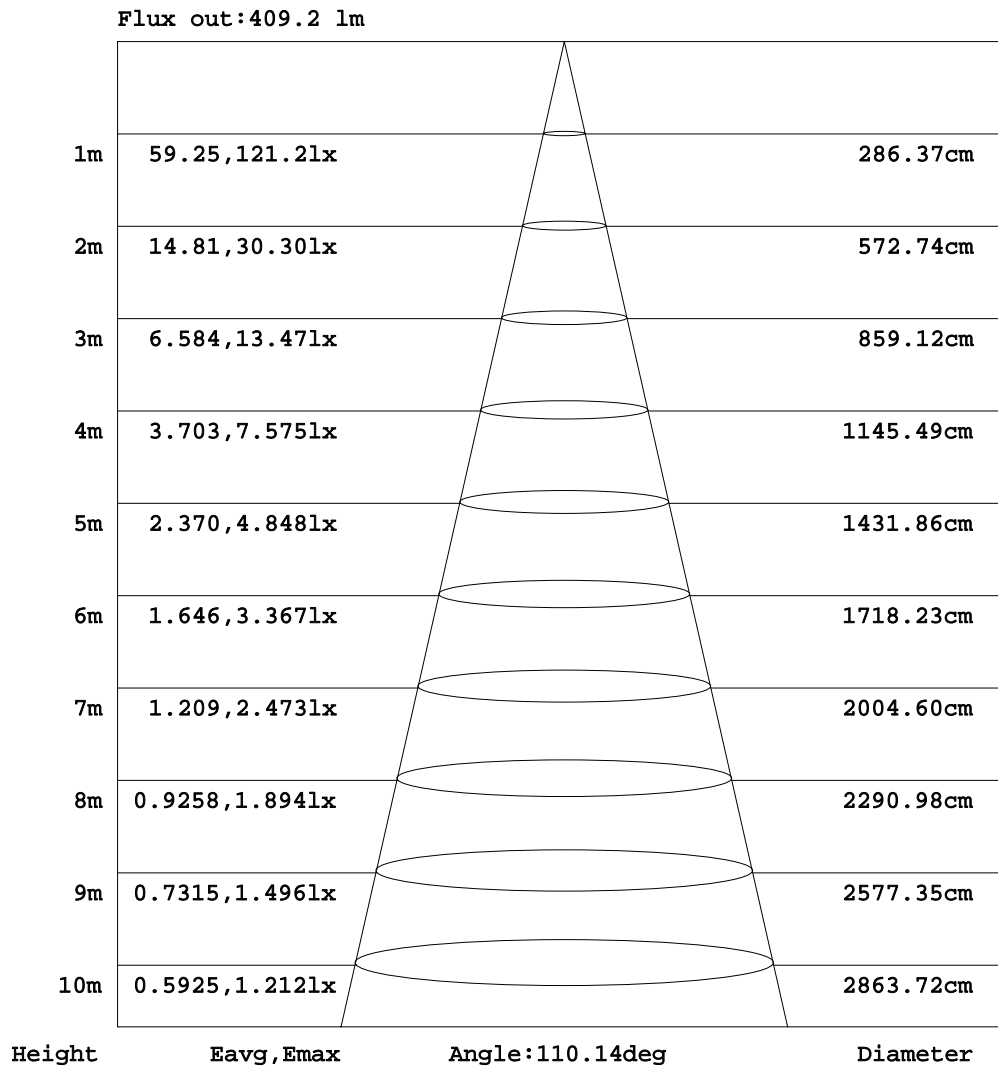 Flux out:409.2 lm
1m 59.25,121.2lx 286.37cm
2m 14.81,30.30lx 572.74cm
3m 6.584,13.47lx 859.12cm
4m 3.703,7.575lx 1145.49cm
5m 2.370,4.848lx 1431.86cm
6m 1.646,3.367lx 1718.23cm
7m 1.209,2.473lx 2004.60cm
8m 0.9258,1.894lx 2290.98cm
9m 0.7315,1.496lx 2577.35cm
10m 0.5925,1.212lx 2863.72cm
Height Eavg,Emax Angle:110.14deg Diameter